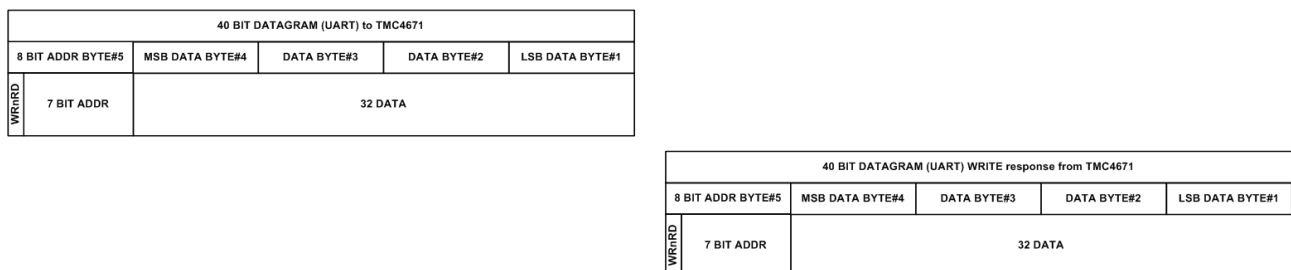 40 BIT DATAGRAM (UART) to TMC4671
8 BIT ADDR BYTE#5 MSB DATA BYTE#4 DATA BYTE#3 DATA BYTE#2 LSB DATA BYTE#1
WRnRD 7 BIT ADDR 32 DATA
40 BIT DATAGRAM (UART) WRITE response from TMC4671
8 BIT ADDR BYTE#5 MSB DATA BYTE#4 DATA BYTE#3 DATA BYTE#2 LSB DATA BYTE#1
WRnRD 7 BIT ADDR 32 DATA